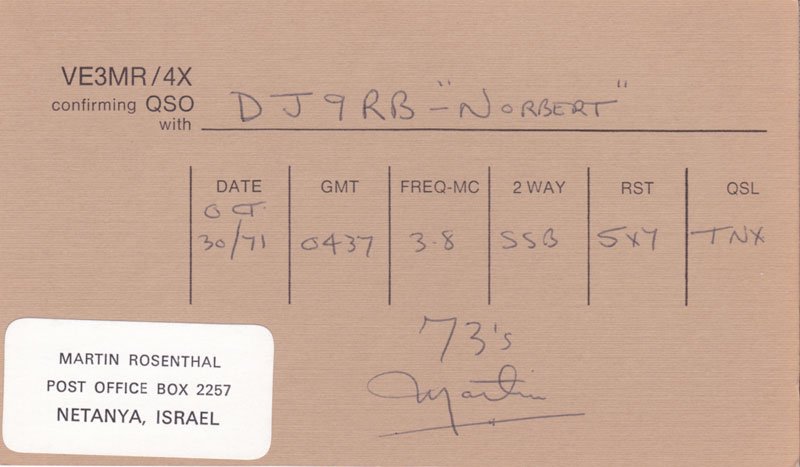 VE3MR/4X
confirming QSO with DJ9RB - "NORBERT"
DATE GMT FREQ-MC 2 WAY RST QSL
OCT. 30/71 0437 3.8 SSB 5x7 TNX
73's
Martin
MARTIN ROSENTHAL
POST OFFICE BOX 2257
NETANYA, ISRAEL